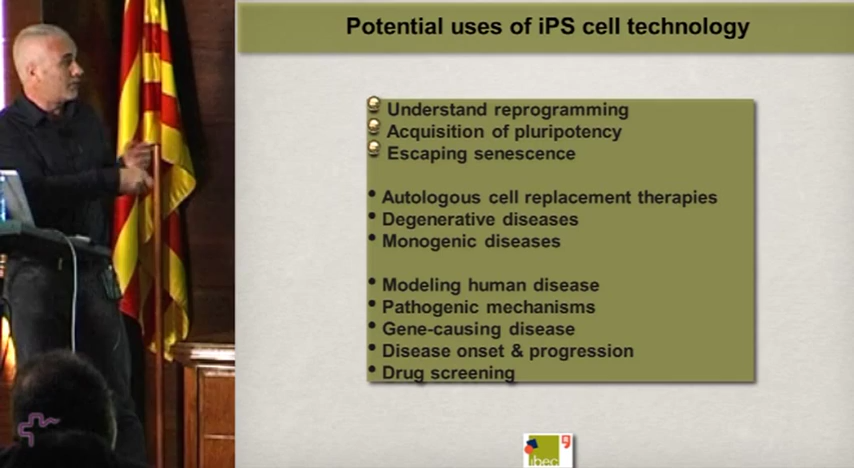 Potential uses of iPS cell technology
Understand reprogramming
Acquisition of pluripotency
Escaping senescence
• Autologous cell replacement therapies
• Degenerative diseases
• Monogenic diseases
• Modeling human disease
• Pathogenic mechanisms
• Gene-causing disease
• Disease onset & progression
• Drug screening
ibec